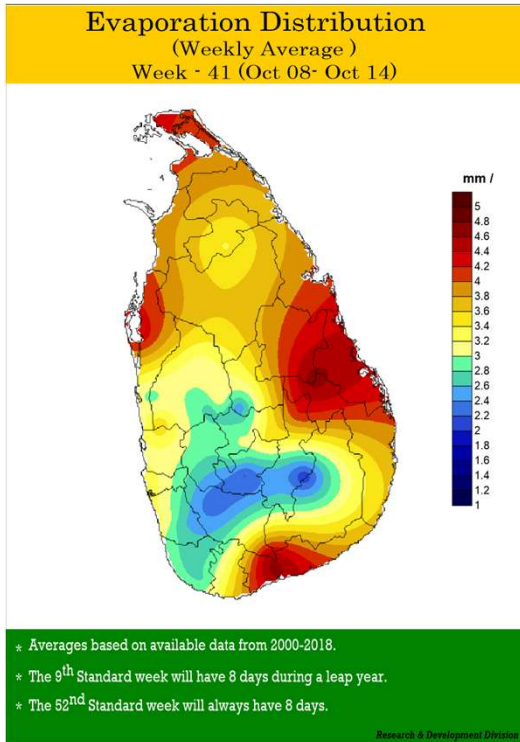 Evaporation Distribution
(Weekly Average )
Week - 41 (Oct 08- Oct 14)
mm /
5
4.8
4.6
4.4
4.2
4
3.8
3.6
3.4
3.2
3
2.8
2.6
2.4
2.2
2
1.8
1.6
1.4
1.2
1
* Averages based on available data from 2000-2018.
* The 9th Standard week will have 8 days during a leap year.
* The 52nd Standard week will always have 8 days.
Research & Development Division